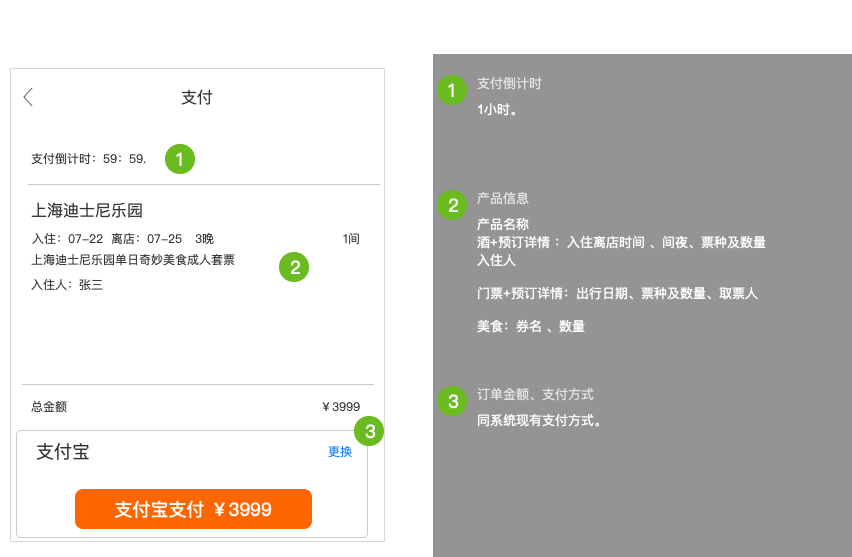 支付
支付倒计时：59：59.
1
上海迪士尼乐园
入住：07-22 离店：07-25 3晚 1间
上海迪士尼乐园单日奇妙美食成人套票
2
入住人：张三
总金额 ￥3999
3
支付宝 更换
支付宝支付 ￥3999
1
支付倒计时
1小时。
2
产品信息
产品名称
酒+预订详情 ：入住离店时间 、间夜、票种及数量
入住人
门票+预订详情：出行日期、票种及数量、取票人
美食：券名 、数量
3
订单金额、支付方式
同系统现有支付方式。